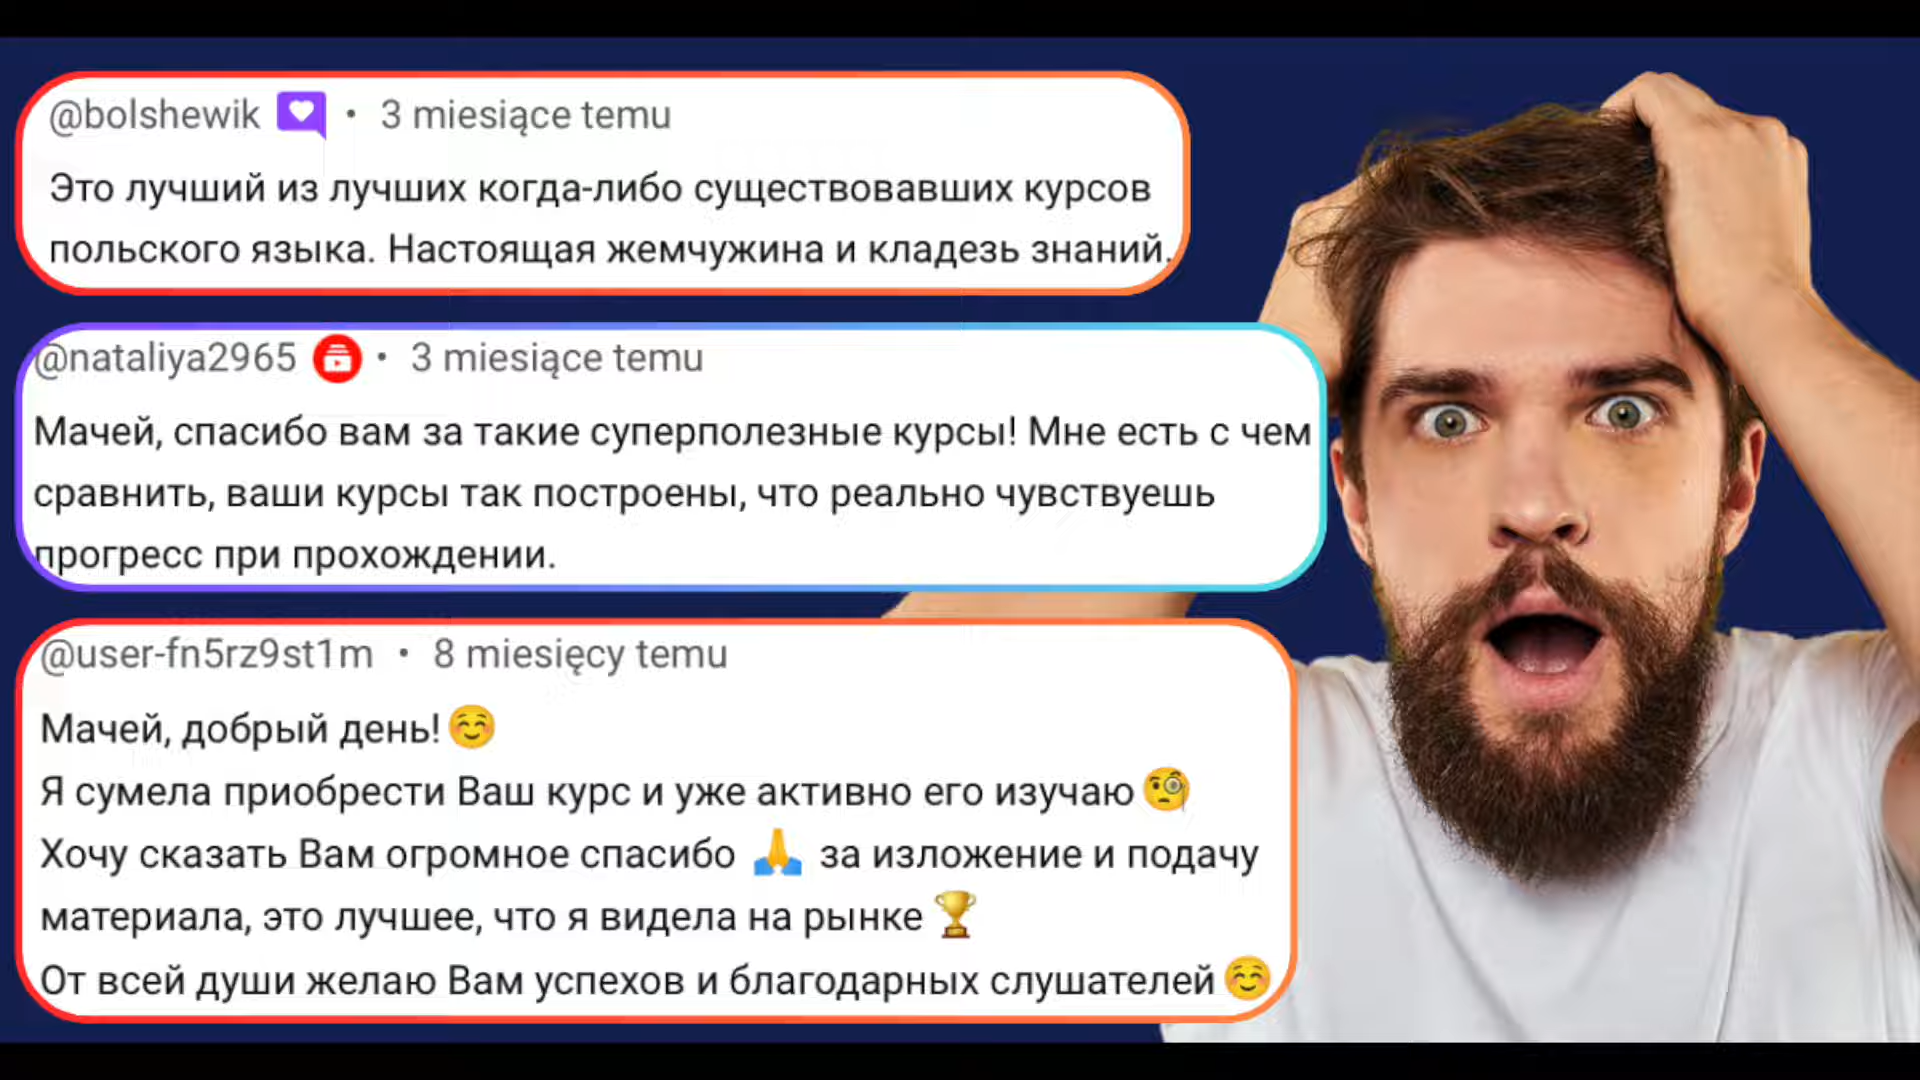 @bolshewik • 3 miesiące temu
Это лучший из лучших когда-либо существовавших курсов
польского языка. Настоящая жемчужина и кладезь знаний.
@nataliya2965 • 3 miesiące temu
Мачей, спасибо вам за такие суперполезные курсы! Мне есть с чем
сравнить, ваши курсы так построены, что реально чувствуешь
прогресс при прохождении.
@user-fn5rz9st1m • 8 miesięcy temu
Мачей, добрый день! ☺️
Я сумела приобрести Ваш курс и уже активно его изучаю 🧐
Хочу сказать Вам огромное спасибо 🙏 за изложение и подачу
материала, это лучшее, что я видела на рынке 🏆
От всей души желаю Вам успехов и благодарных слушателей ☺️